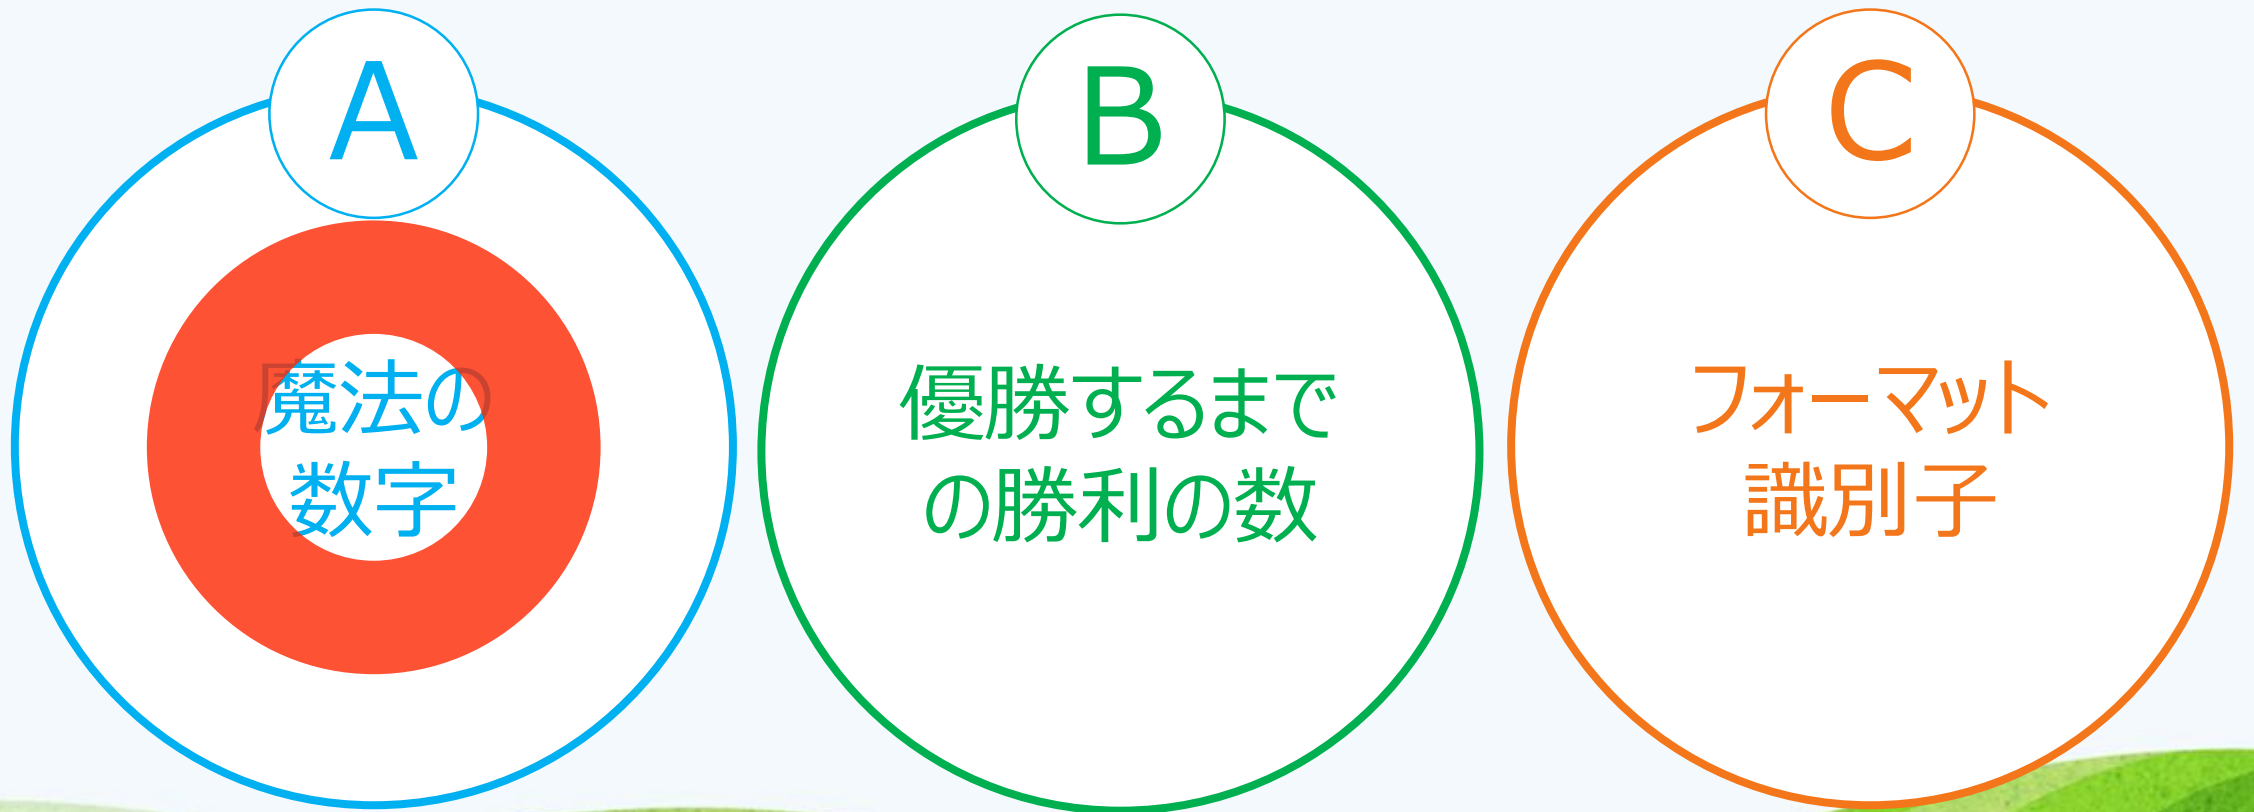 A
魔法の
数字
B
優勝するまで
の勝利の数
C
フォーマット
識別子